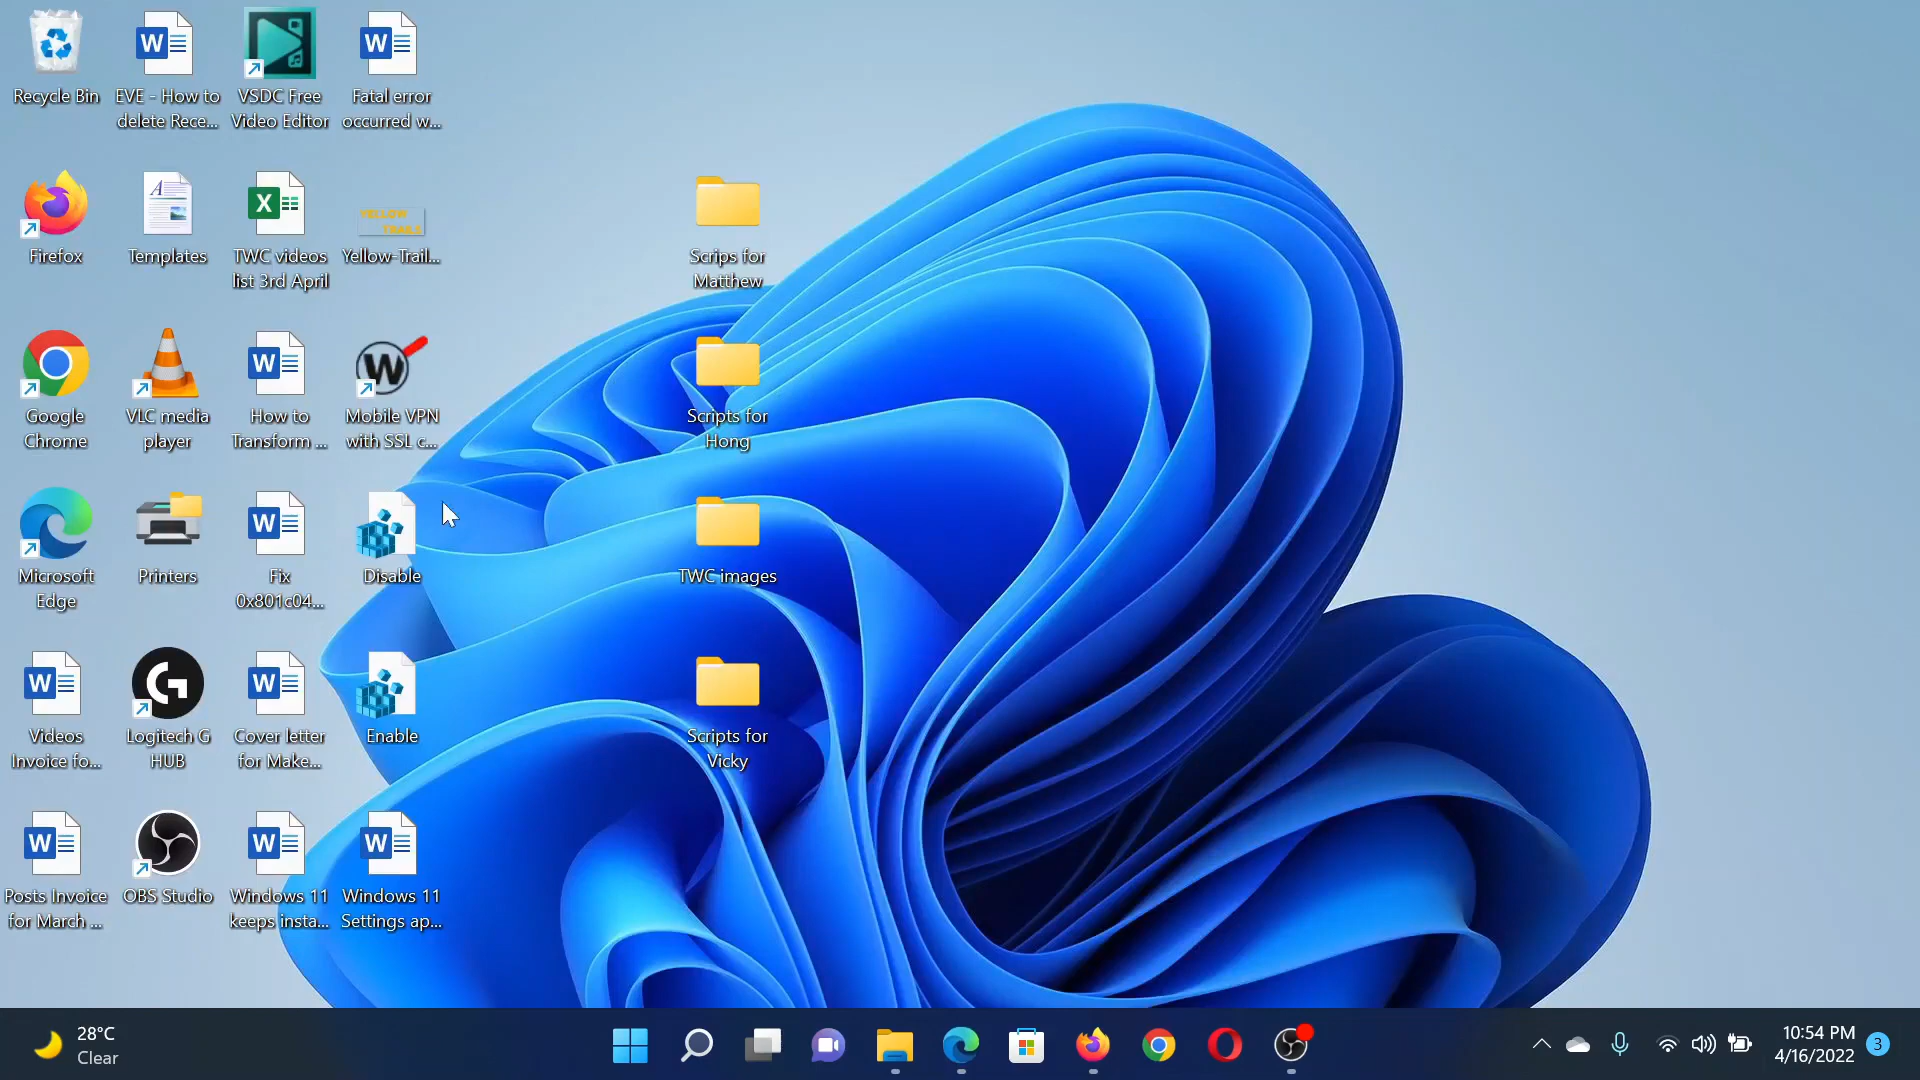 Recycle Bin
EVE - How to
delete Rece...
VSDC Free
Video Editor
Fatal error
occurred w...
Firefox
Templates
TWC videos
list 3rd April
YELLOW
TRAILS
Yellow-Trail...
Scrips for
Matthew
Google
Chrome
VLC media
player
How to
Transform ...
Mobile VPN
with SSL c...
Scripts for
Hong
Microsoft
Edge
Printers
Fix
0x801c04...
Disable
TWC images
Videos
Invoice fo...
Logitech G
HUB
Cover letter
for Make...
Enable
Scripts for
Vicky
Posts Invoice
for March ...
OBS Studio
Windows 11
keeps insta...
Windows 11
Settings ap...
28°C
Clear
10:54 PM
4/16/2022
3